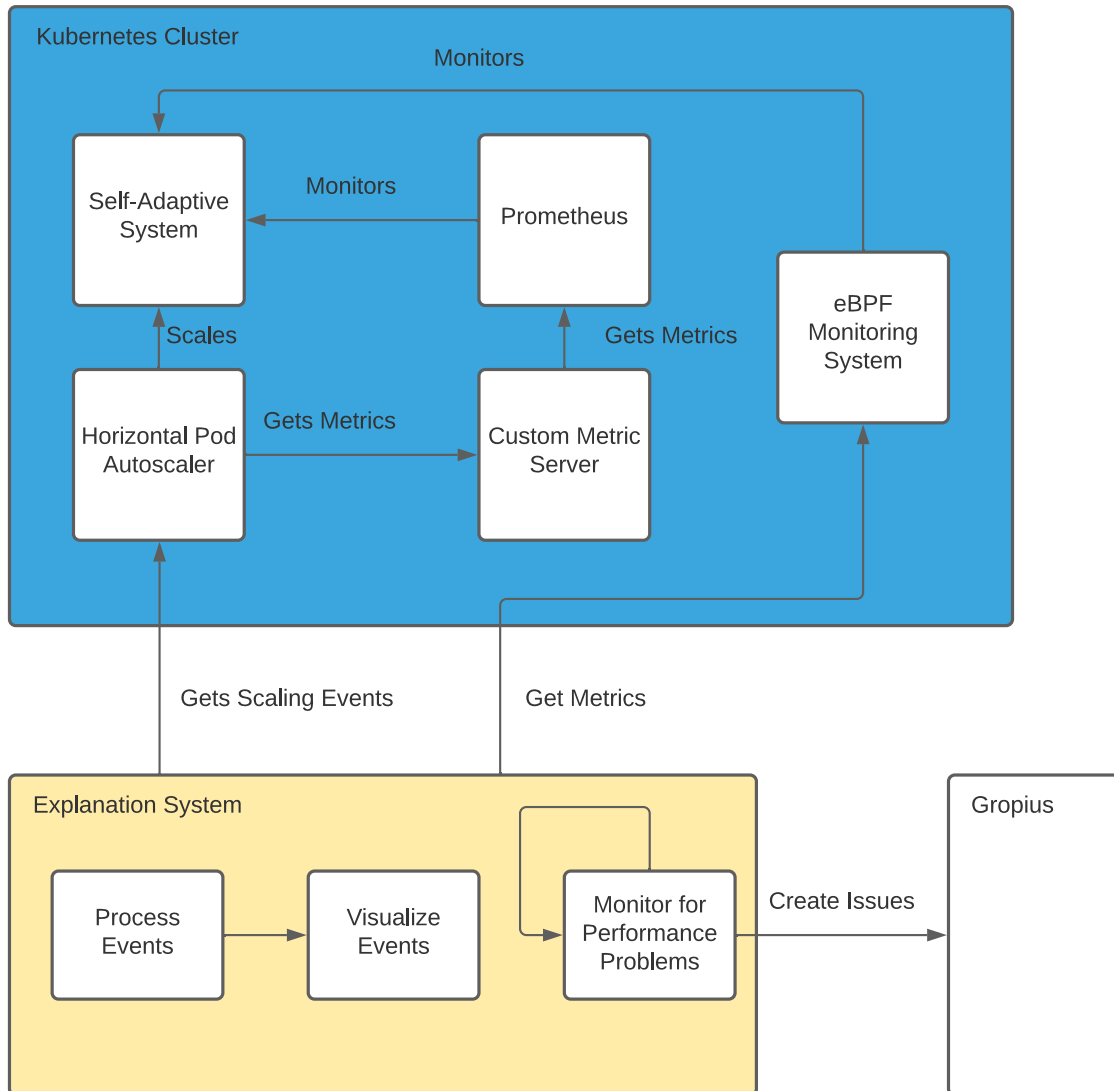 Kubernetes Cluster
Monitors
Self-Adaptive
System
Monitors
Prometheus
eBPF
Monitoring
System
Scales
Gets Metrics
Horizontal Pod
Autoscaler
Gets Metrics
Custom Metric
Server
Gets Scaling Events
Get Metrics
Explanation System
Gropius
Process
Events
Visualize
Events
Monitor for
Performance
Problems
Create Issues